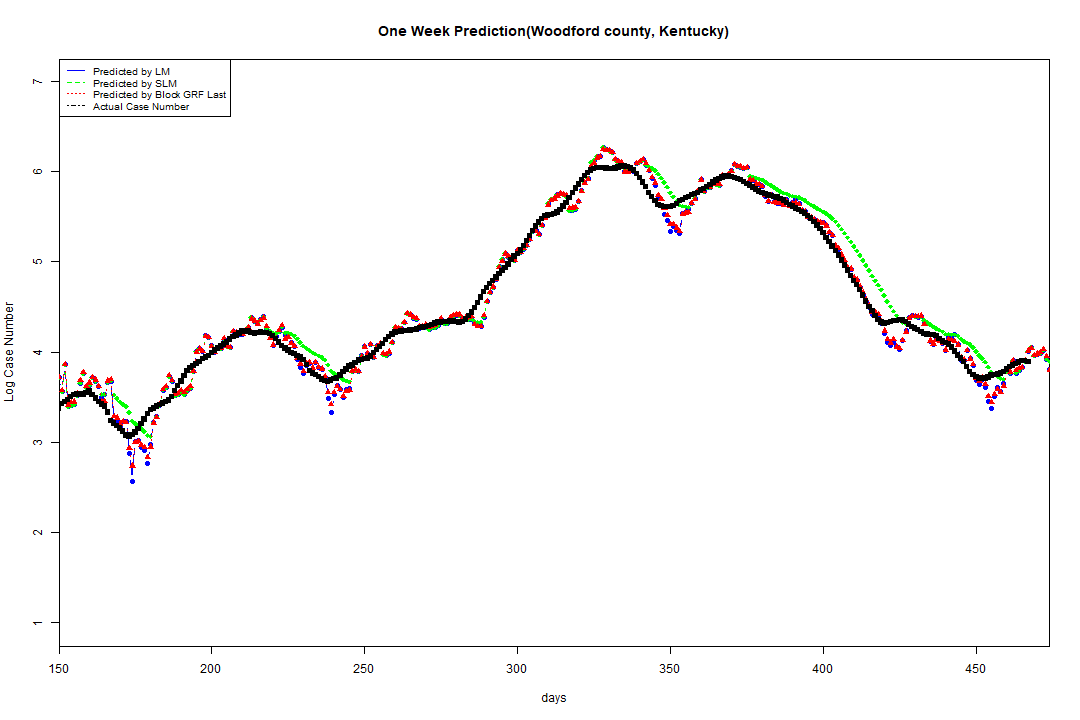 One Week Prediction(Woodford county, Kentucky)
Predicted by LM
Predicted by SLM
Predicted by Block GRF Last
Actual Case Number
7
6
5
4
3
2
1
Log Case Number
150 200 250 300 350 400 450
days